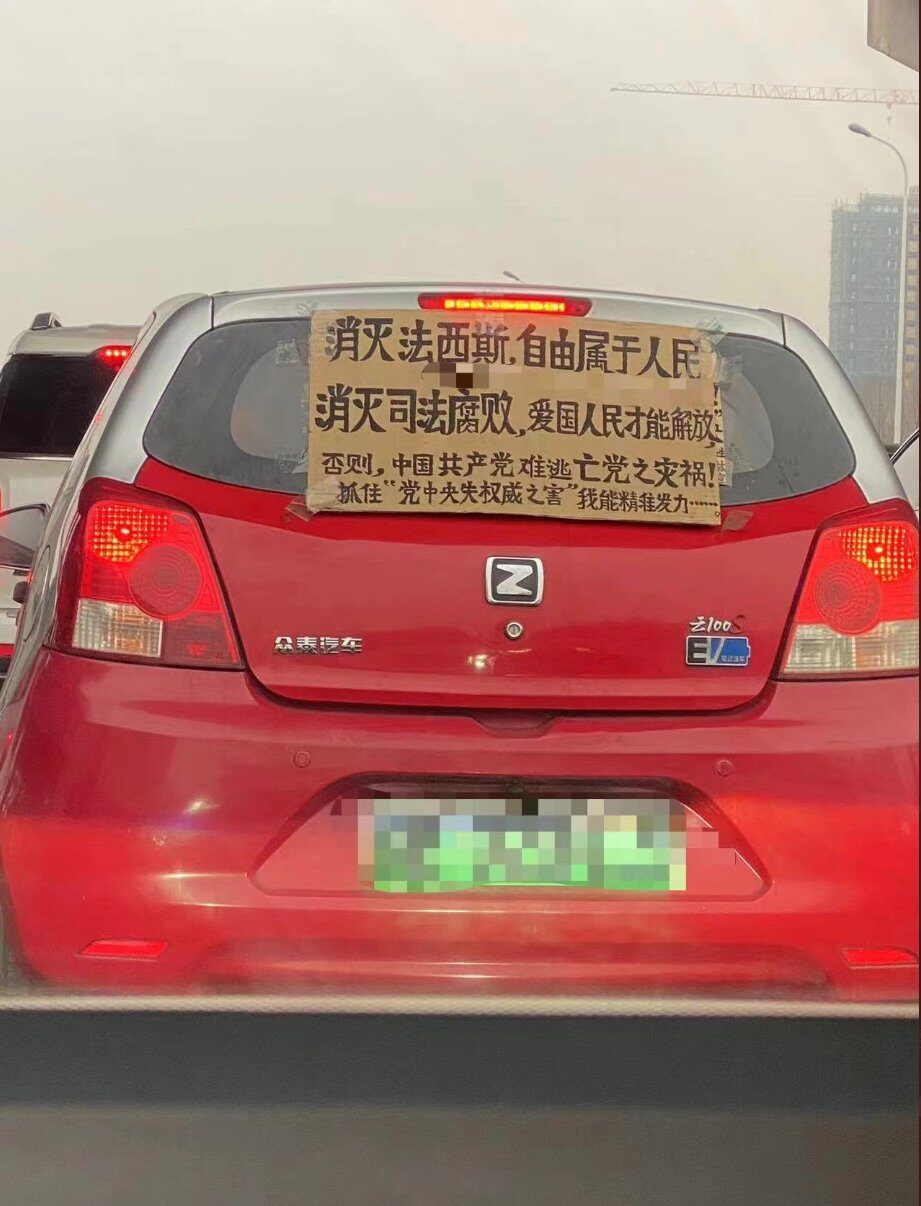 消灭法西斯,自由属于人民
消灭司法腐败,爱国人民才能解放!
否则,中国共产党难逃亡党之灾祸!
抓住“党中央失权威之害”我能精准发力……。
众泰汽车
云100S
EV